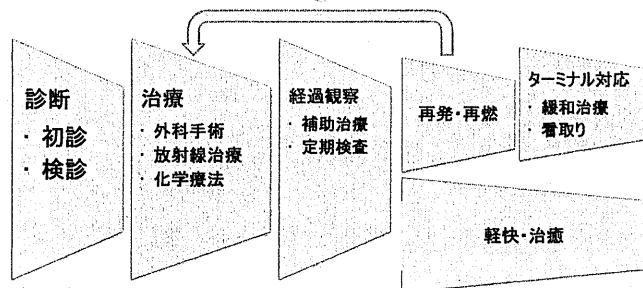 診断
・ 初診
・ 検診
治療
・ 外科手術
・ 放射線治療
・ 化学療法
経過観察
・ 補助治療
・ 定期検査
再発・再燃
ターミナル対応
・ 緩和治療
・ 看取り
軽快・治癒